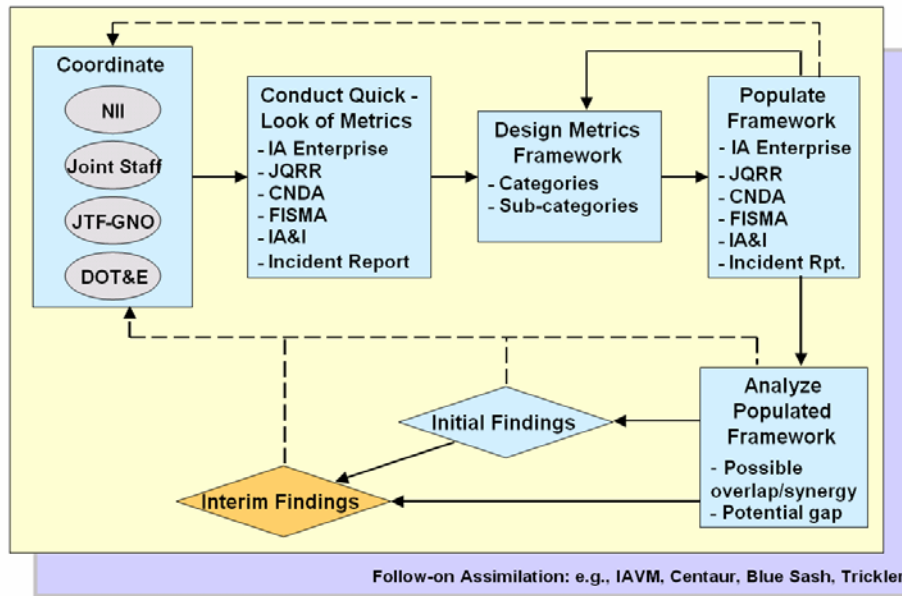 Coordinate
NII
Joint Staff
JTF-GNO
DOT&E
Conduct Quick -
Look of Metrics
- IA Enterprise
- JQRR
- CNDA
- FISMA
- IA&I
- Incident Report
Design Metrics
Framework
- Categories
- Sub-categories
Populate
Framework
- IA Enterprise
- JQRR
- CNDA
- FISMA
- IA&I
- Incident Rpt.
Analyze
Populated
Framework
- Possible
overlap/synergy
- Potential gap
Initial Findings
Interim Findings
Follow-on Assimilation: e.g., IAVM, Centaur, Blue Sash, Trickler